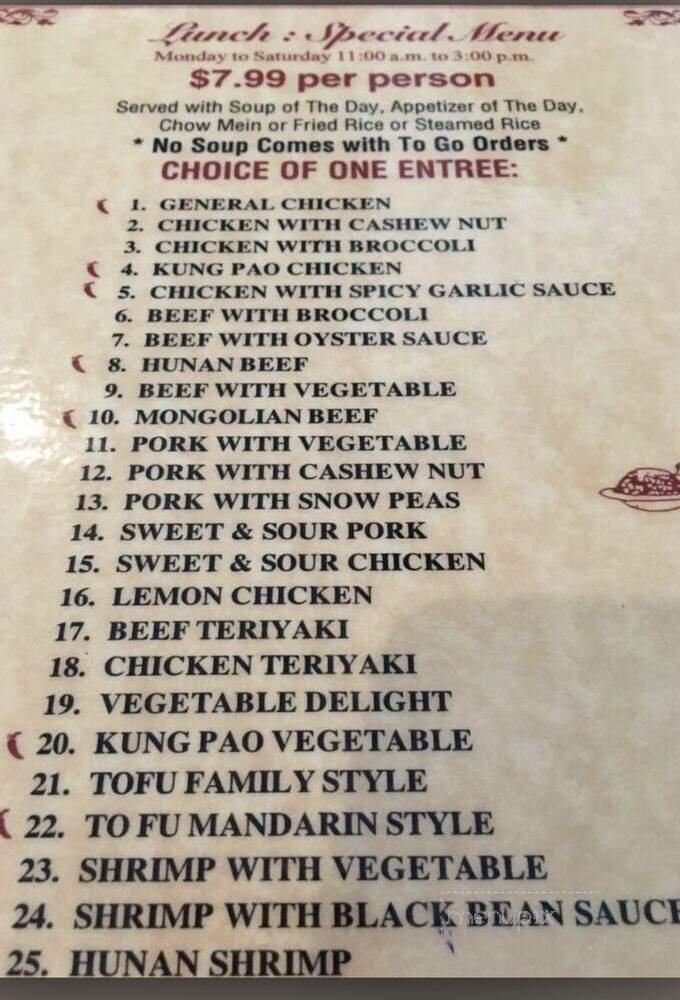 Lunch : Special Menu
Monday to Saturday 11:00 a.m. to 3:00 p.m.
$7.99 per person
Served with Soup of The Day, Appetizer of The Day,
Chow Mein or Fried Rice or Steamed Rice
* No Soup Comes with To Go Orders *
CHOICE OF ONE ENTREE:
1. GENERAL CHICKEN
2. CHICKEN WITH CASHEW NUT
3. CHICKEN WITH BROCCOLI
4. KUNG PAO CHICKEN
5. CHICKEN WITH SPICY GARLIC SAUCE
6. BEEF WITH BROCCOLI
7. BEEF WITH OYSTER SAUCE
8. HUNAN BEEF
9. BEEF WITH VEGETABLE
10. MONGOLIAN BEEF
11. PORK WITH VEGETABLE
12. PORK WITH CASHEW NUT
13. PORK WITH SNOW PEAS
14. SWEET & SOUR PORK
15. SWEET & SOUR CHICKEN
16. LEMON CHICKEN
17. BEEF TERIYAKI
18. CHICKEN TERIYAKI
19. VEGETABLE DELIGHT
20. KUNG PAO VEGETABLE
21. TOFU FAMILY STYLE
22. TO FU MANDARIN STYLE
23. SHRIMP WITH VEGETABLE
24. SHRIMP WITH BLACK BEAN SAUCE
25. HUNAN SHRIMP